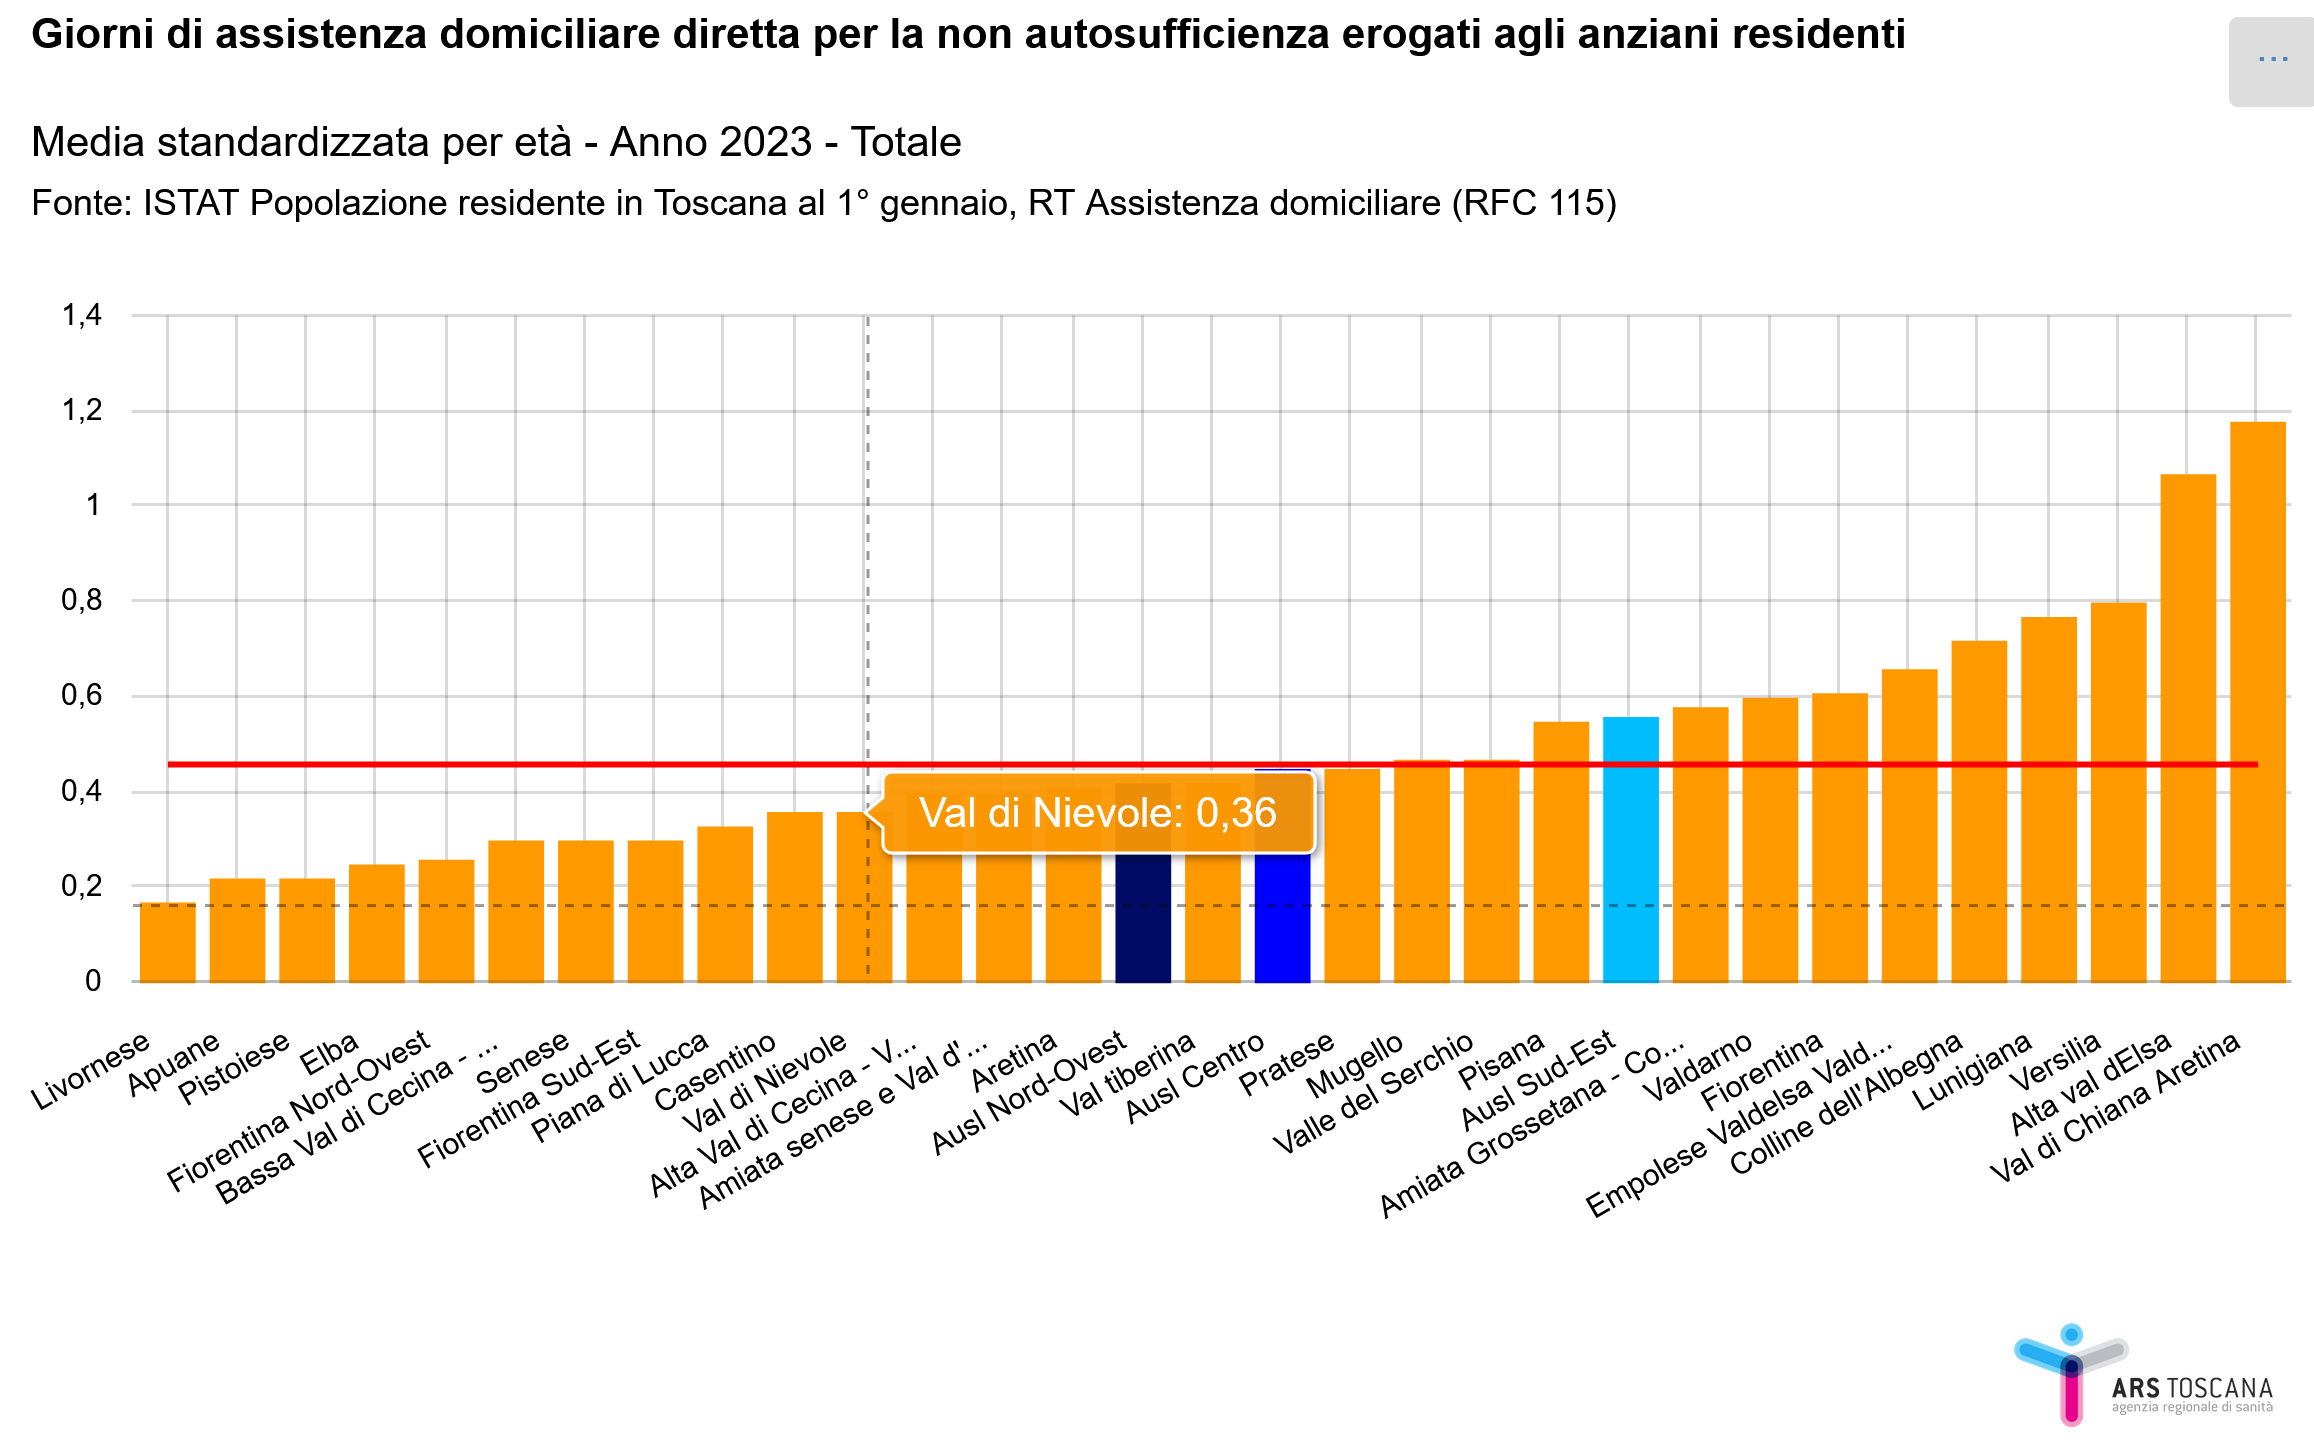 Giorni di assistenza domiciliare diretta per la non autosufficienza erogati agli anziani residenti
...
Media standardizzata per età - Anno 2023 - Totale
Fonte: ISTAT Popolazione residente in Toscana al 1° gennaio, RT Assistenza domiciliare (RFC 115)
1,4
1,2
1
0,8
0,6
0,4
0,2
0
Val di Nievole: 0,36
Livornese
Apuane
Pistoiese
Elba
Fiorentina Nord-Ovest
Bassa Val di Cecina - ...
Senese
Fiorentina Sud-Est
Piana di Lucca
Casentino
Val di Nievole
Alta Val di Cecina - V...
Amiata senese e Val d'...
Aretina
Ausl Nord-Ovest
Val tiberina
Ausl Centro
Pratese
Mugello
Valle del Serchio
Pisana
Ausl Sud-Est
Amiata Grossetana - Co...
Valdarno
Fiorentina
Empolese Valdelsa Vald...
Colline dell'Albegna
Lunigiana
Versilia
Alta val dElsa
Val di Chiana Aretina
ARS TOSCANA
agenzia regionale di sanità